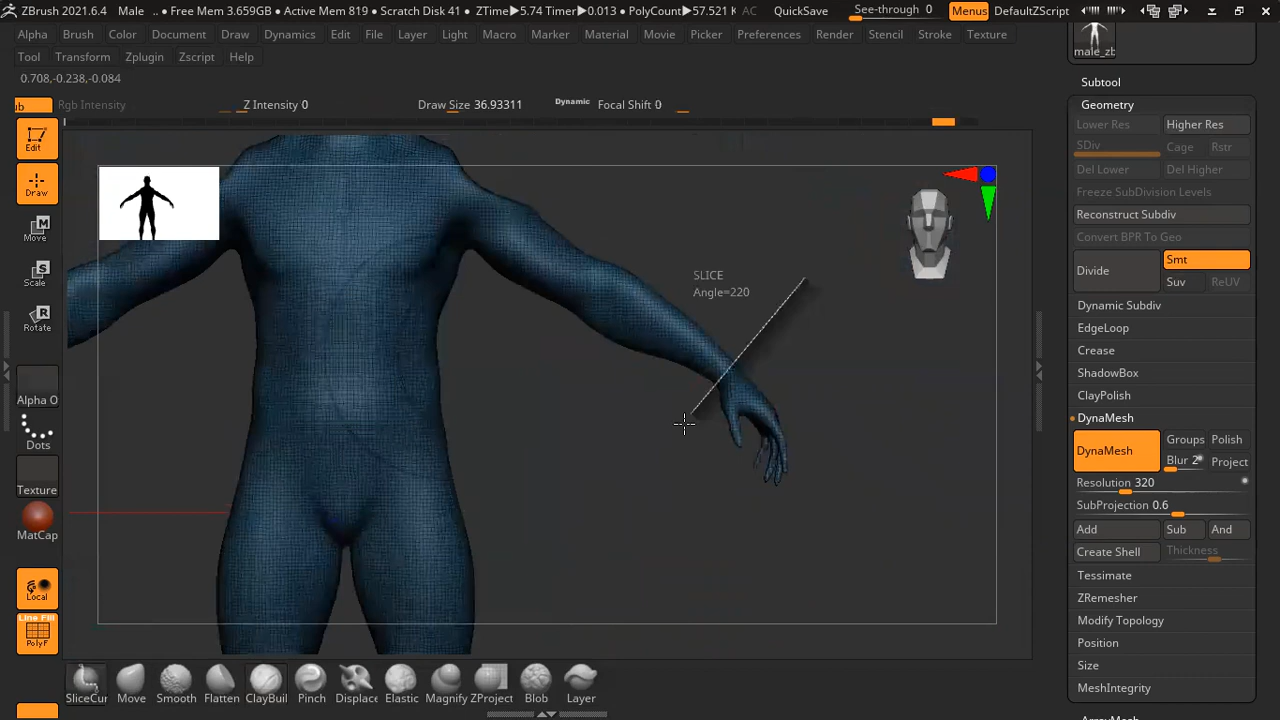 ZBrush 2021.6.4 Male • Free Mem 3.659GB • Active Mem 819 • Scratch Disk 41 • ZTime▶5.74 Timer▶0.013 • PolyCount▶57.521 K AC QuickSave See-through 0 Menus DefaultZScript
Alpha Brush Color Document Draw Dynamics Edit File Layer Light Macro Marker Material Movie Picker Preferences Render Stencil Stroke Texture
Tool Transform Zplugin Zscript Help
0.708,-0.238,-0.084
ub Rgb Intensity Z Intensity 0 Draw Size 36.93311 Dynamic Focal Shift 0
Edit
Draw
Move
Scale
Rotate
Alpha O
Dots
Texture
MatCap
Local
Line Fill
PolyF
SLICE
Angle=220
SliceCur Move Smooth Flatten ClayBuil Pinch Displace Elastic Magnify ZProject Blob Layer
male_zb
Subtool
Geometry
Lower Res Higher Res
SDiv Cage Rstr
Del Lower Del Higher
Freeze SubDivision Levels
Reconstruct Subdiv
Convert BPR To Geo
Divide Smt
Suv ReUV
Dynamic Subdiv
EdgeLoop
Crease
ShadowBox
ClayPolish
DynaMesh
DynaMesh Groups Polish
Blur 2 Project
Resolution 320
SubProjection 0.6
Add Sub And
Create Shell Thickness
Tessimate
ZRemesher
Modify Topology
Position
Size
MeshIntegrity